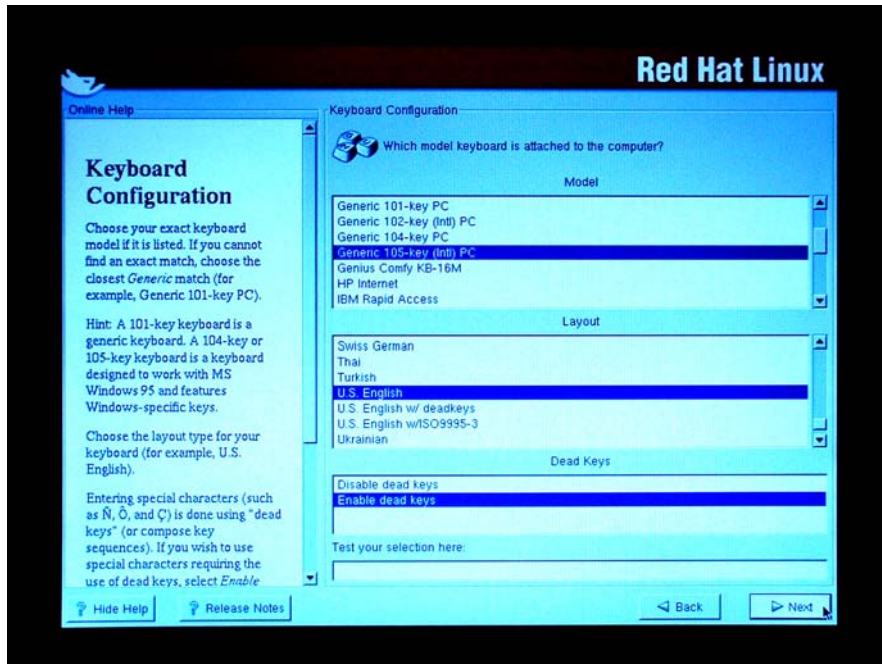 Red Hat Linux
Online Help
Keyboard
Configuration
Choose your exact keyboard
model if it is listed. If you cannot
find an exact match, choose the
closest Generic match (for
example, Generic 101-key PC).
Hint: A 101-key keyboard is a
generic keyboard. A 104-key or
105-key keyboard is a keyboard
designed to work with MS
Windows 95 and features
Windows-specific keys.
Choose the layout type for your
keyboard (for example, U.S.
English).
Entering special characters (such
as Ñ, Ô, and Ç) is done using "dead
keys" (or compose key
sequences). If you wish to use
special characters requiring the
use of dead keys, select Enable
Keyboard Configuration
Which model keyboard is attached to the computer?
Model
Generic 101-key PC
Generic 102-key (Intl) PC
Generic 104-key PC
Generic 105-key (Intl) PC
Genius Comfy KB-16M
HP Internet
IBM Rapid Access
Layout
Swiss German
Thai
Turkish
U.S. English
U.S. English w/ deadkeys
U.S. English w/ISO9995-3
Ukrainian
Dead Keys
Disable dead keys
Enable dead keys
Test your selection here:
Hide Help
Release Notes
Back
Next